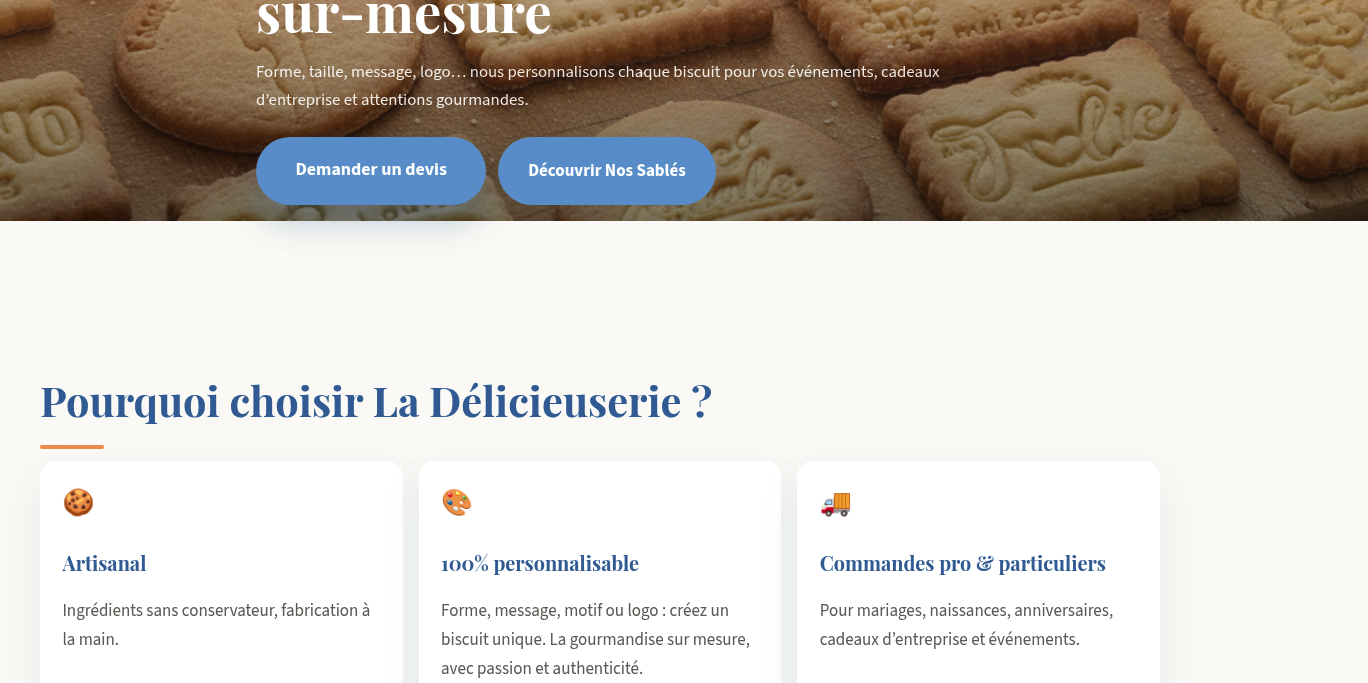 sur-mesure
Forme, taille, message, logo… nous personnalisons chaque biscuit pour vos événements, cadeaux
d’entreprise et attentions gourmandes.
Demander un devis
Découvrir Nos Sablés
Pourquoi choisir La Délicieuserie ?
Artisanal
Ingrédients sans conservateur, fabrication à
la main.
100% personnalisable
Forme, message, motif ou logo : créez un
biscuit unique. La gourmandise sur mesure,
avec passion et authenticité.
Commandes pro & particuliers
Pour mariages, naissances, anniversaires,
cadeaux d’entreprise et événements.